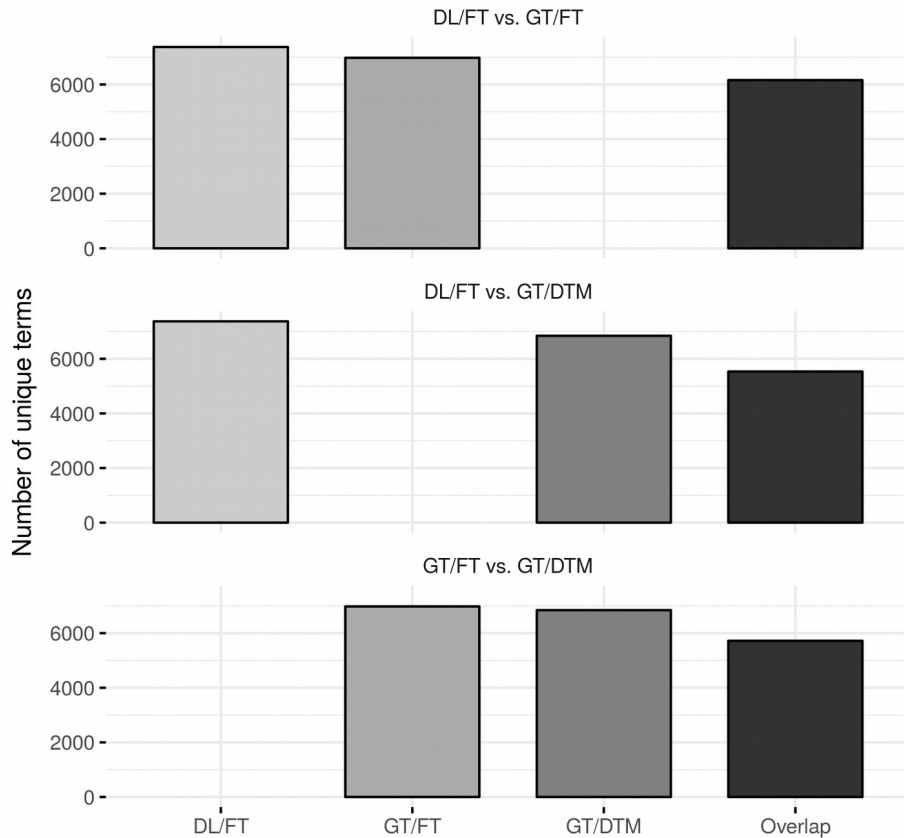 DL/FT vs. GT/FT
6000
4000
2000
0
DL/FT vs. GT/DTM
Number of unique terms
6000
4000
2000
0
GT/FT vs. GT/DTM
6000
4000
2000
0
DL/FT GT/FT GT/DTM Overlap